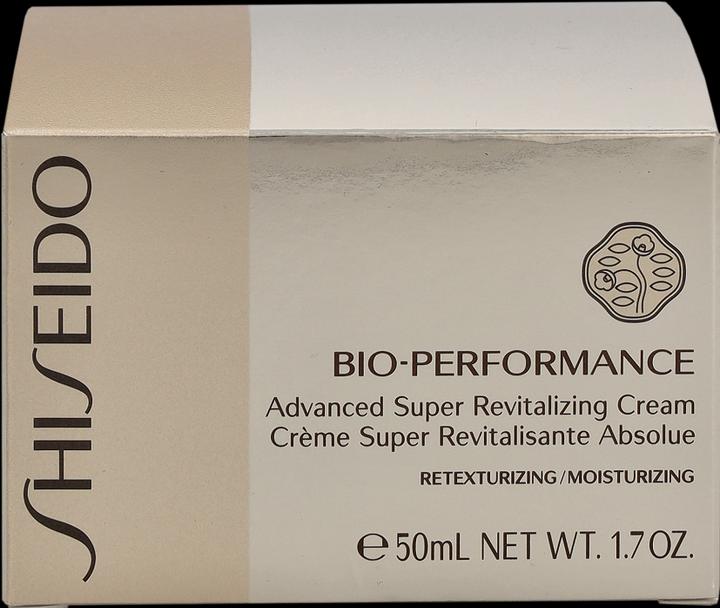 SHISEIDO
BIO-PERFORMANCE
Advanced Super Revitalizing Cream
Crème Super Revitalisante Absolue
RETEXTURIZING/MOISTURIZING
℮50mL NET WT. 1.7 OZ.